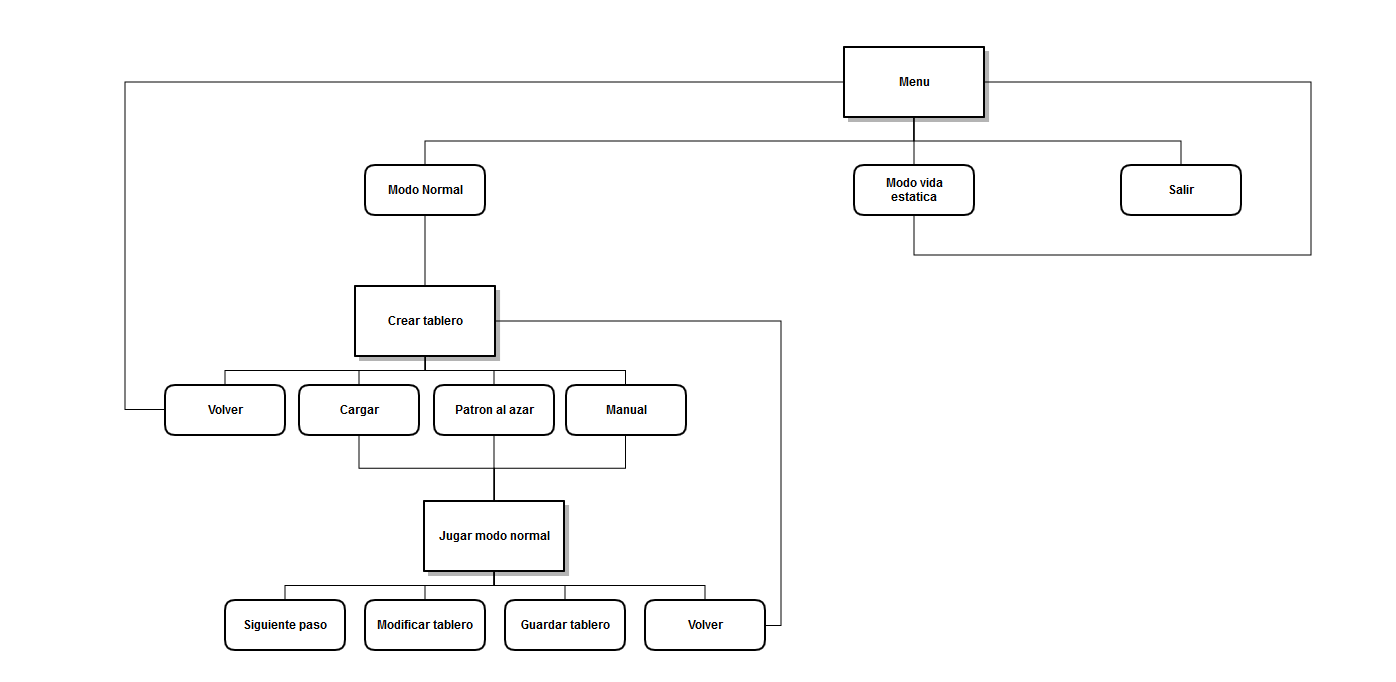 Menu
Modo Normal
Modo vida
estatica
Salir
Crear tablero
Volver
Cargar
Patron al azar
Manual
Jugar modo normal
Siguiente paso
Modificar tablero
Guardar tablero
Volver